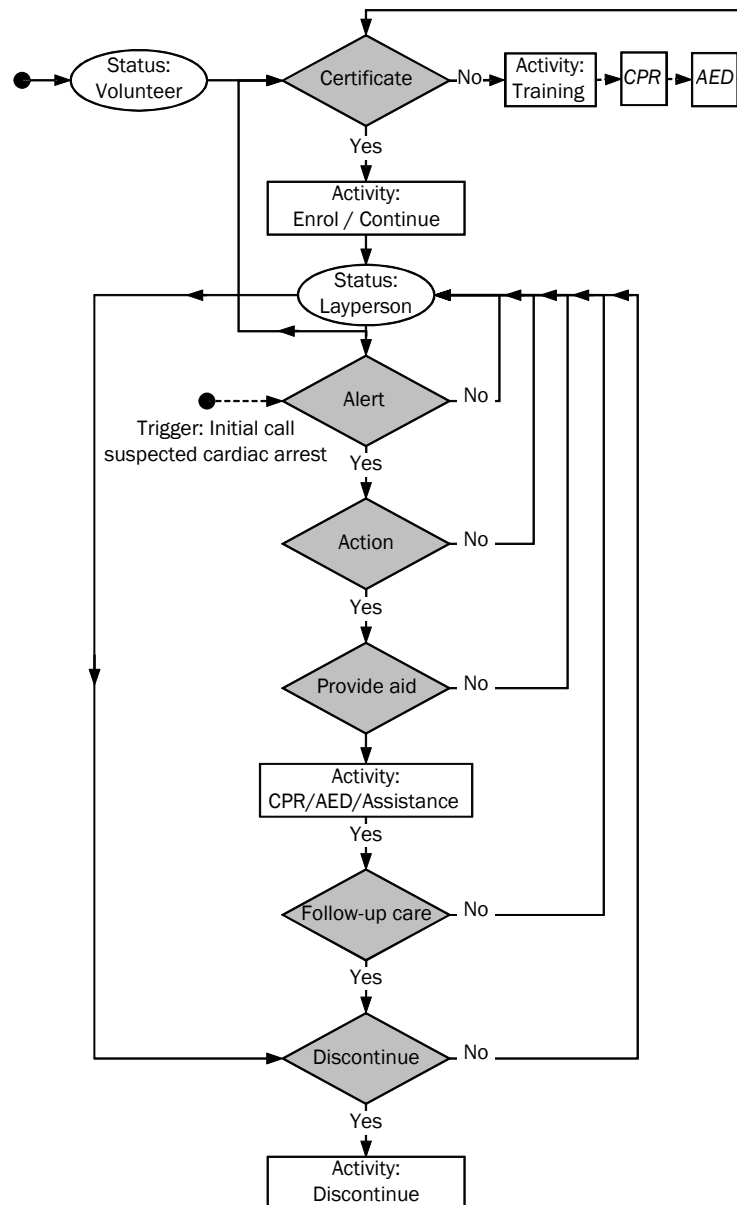 Status:
Volunteer
Certificate
No
Activity:
Training
CPR
AED
Yes
Activity:
Enrol / Continue
Status:
Layperson
Alert
No
Trigger: Initial call
suspected cardiac arrest
Yes
Action
No
Yes
Provide aid
No
Activity:
CPR/AED/Assistance
Yes
Follow-up care
No
Yes
Discontinue
No
Yes
Activity:
Discontinue